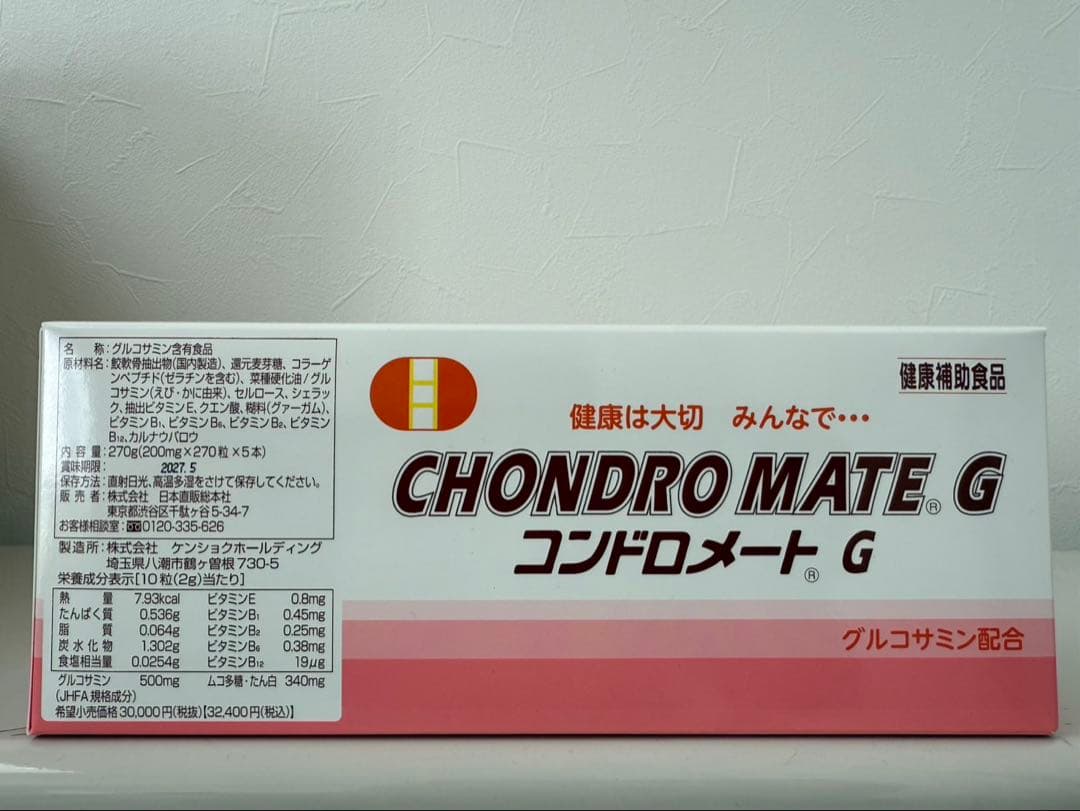 名 称:グルコサミン含有食品
原材料名:鮫軟骨抽出物(国内製造)、還元麦芽糖、コラーゲ
ンペプチド(ゼラチンを含む)、菜種硬化油/グル
コサミン(えび・かに由来)、セルロース、シェラッ
ク、抽出ビタミンE、クエン酸、糊料(グァーガム)、
ビタミンB₁、ビタミンB₆、ビタミンB₂、ビタミン
B₁₂、カルナウバロウ
内 容 量:270g(200mg×270粒×5本)
賞味期限: 2027.5
保存方法:直射日光、高温多湿をさけて保存してください。
販 売 者:株式会社 日本直販総本社
東京都渋谷区千駄ヶ谷5-34-7
お客様相談室:0120-335-626
製造所:株式会社 ケンショクホールディング
埼玉県八潮市鶴ヶ曽根730-5
栄養成分表示[10粒(2g)当たり]
熱 量 7.93kcal ビタミンE 0.8mg
たんぱく質 0.536g ビタミンB₁ 0.45mg
脂 質 0.064g ビタミンB₂ 0.25mg
炭水化物 1.302g ビタミンB₆ 0.38mg
食塩相当量 0.0254g ビタミンB₁₂ 19μg
グルコサミン 500mg ムコ多糖・たん白 340mg
(JHFA規格成分)
希望小売価格30,000円(税抜)【32,400円(税込)】
健康補助食品
健康は大切 みんなで…
CHONDRO MATE® G
コンドロメート® G
グルコサミン配合